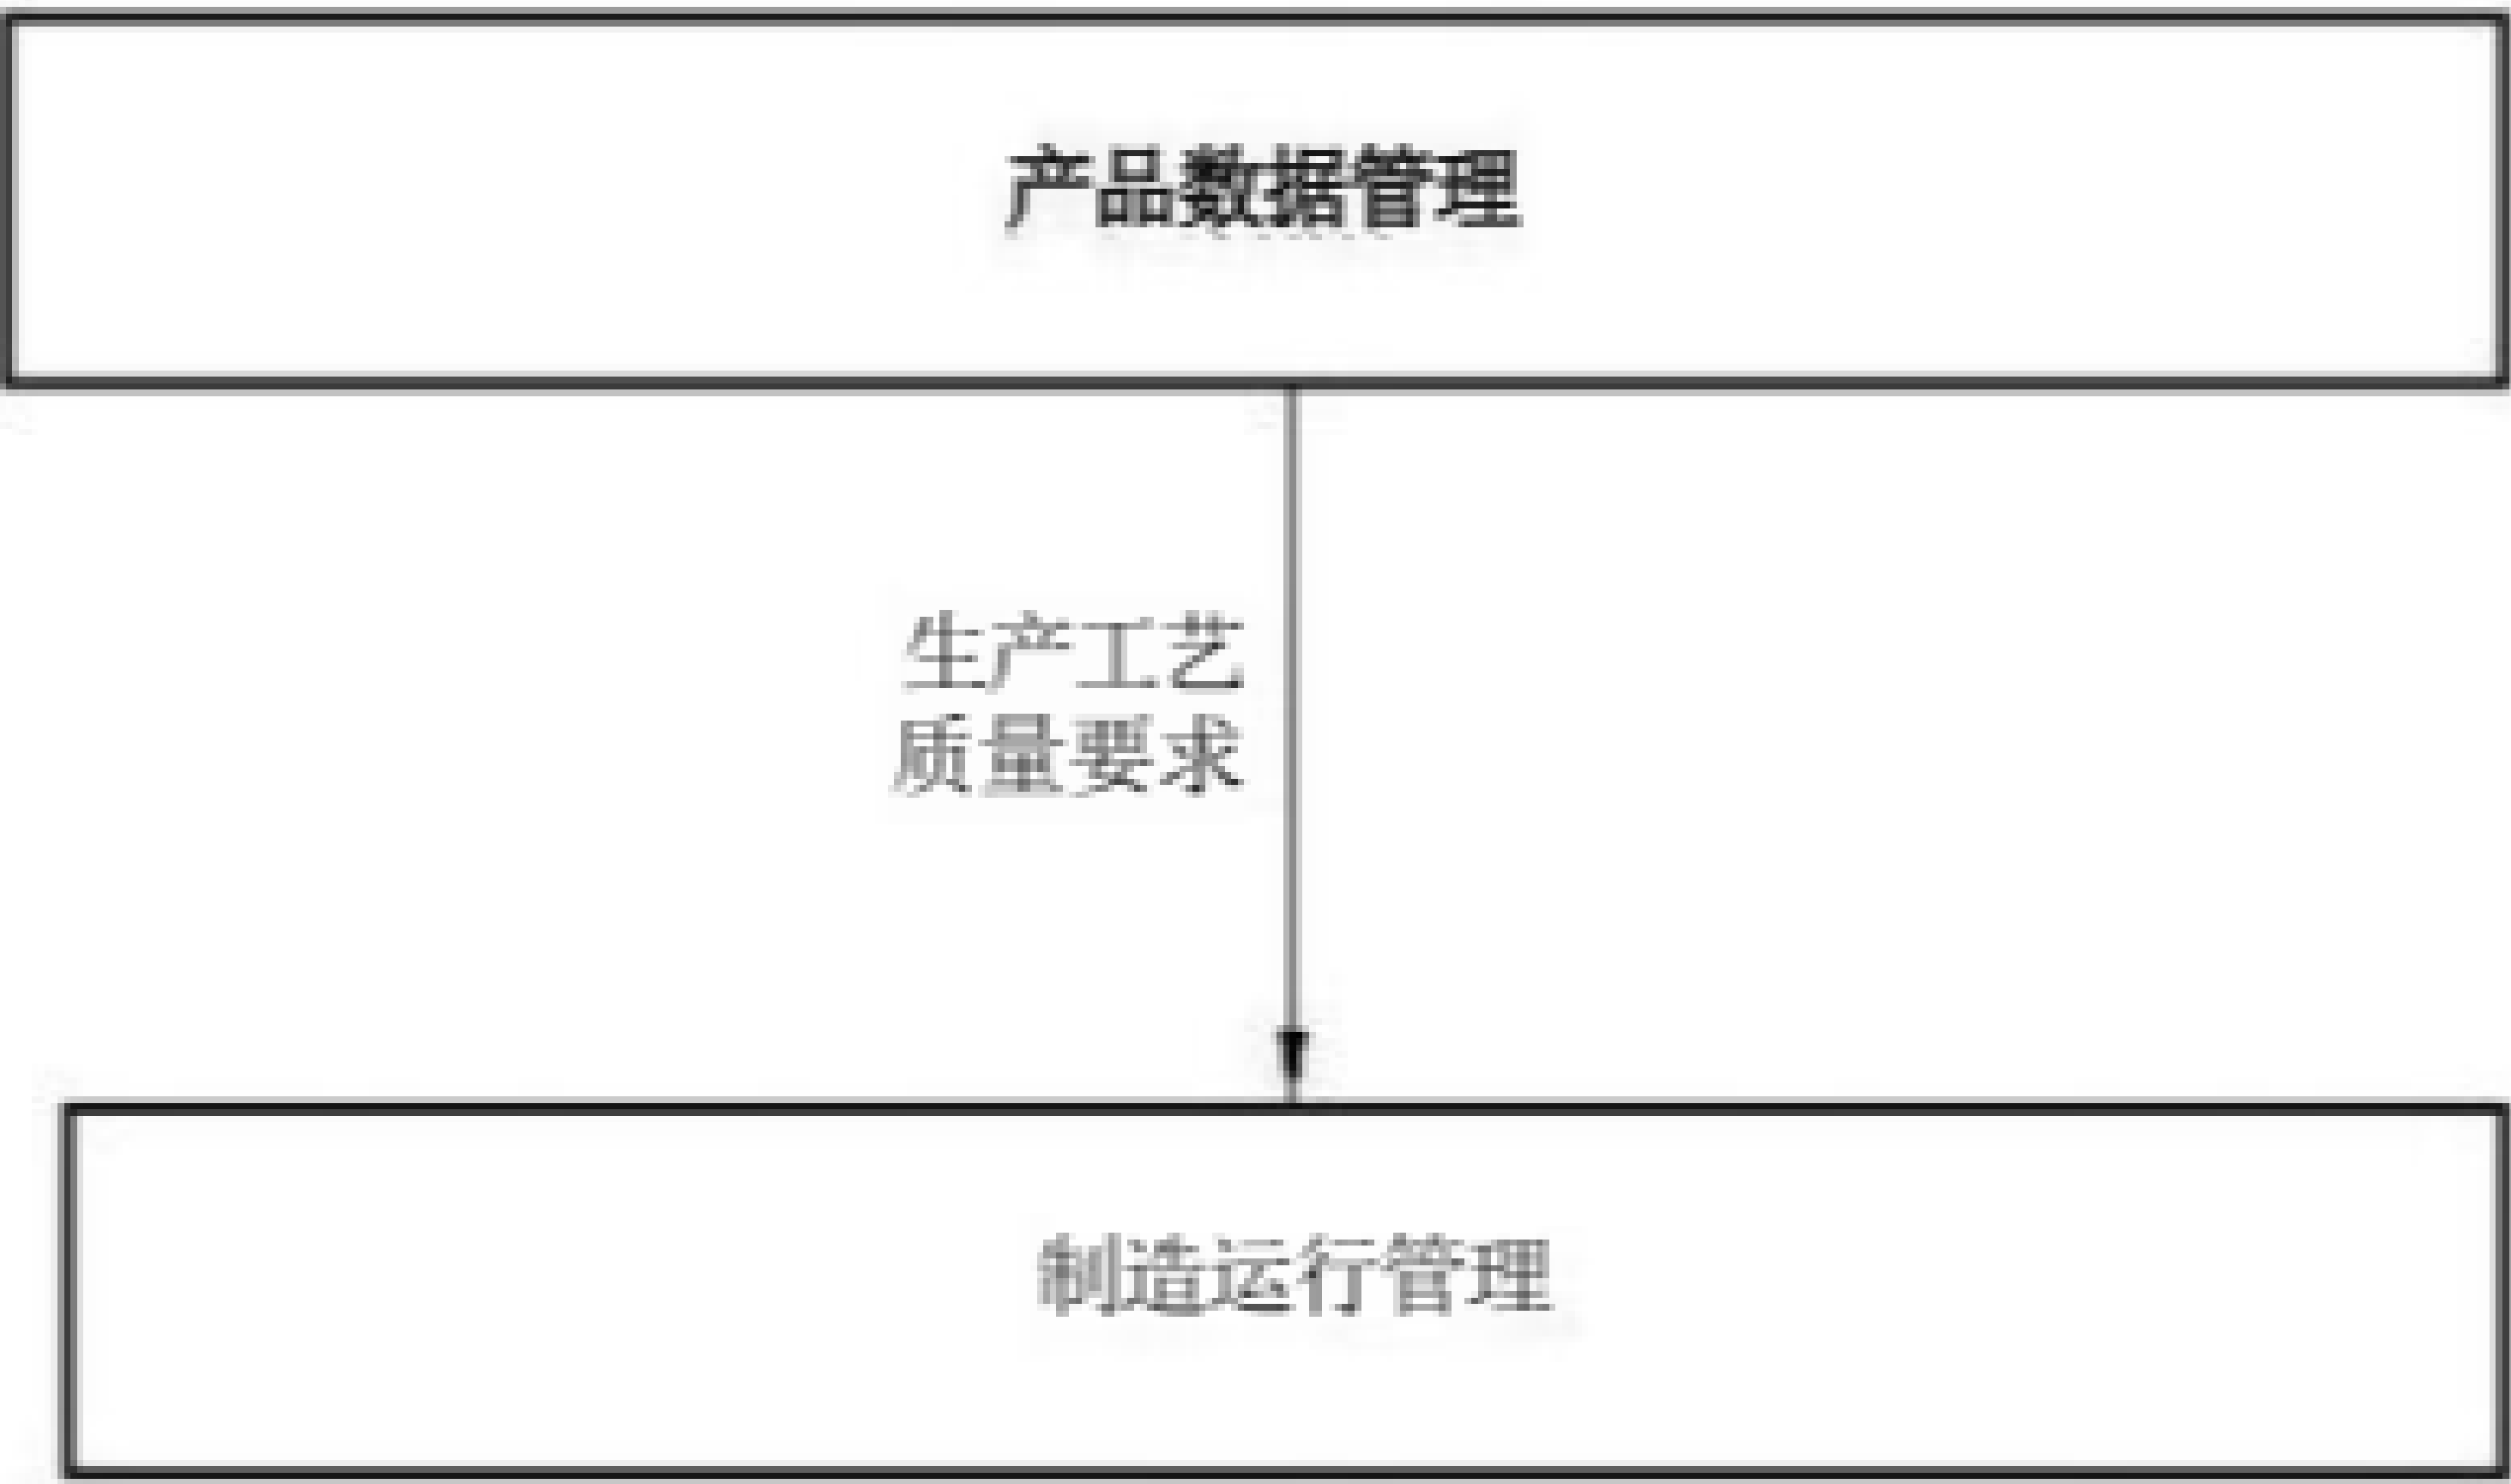 产品数据管理
生产工艺
质量要求
制造运行管理